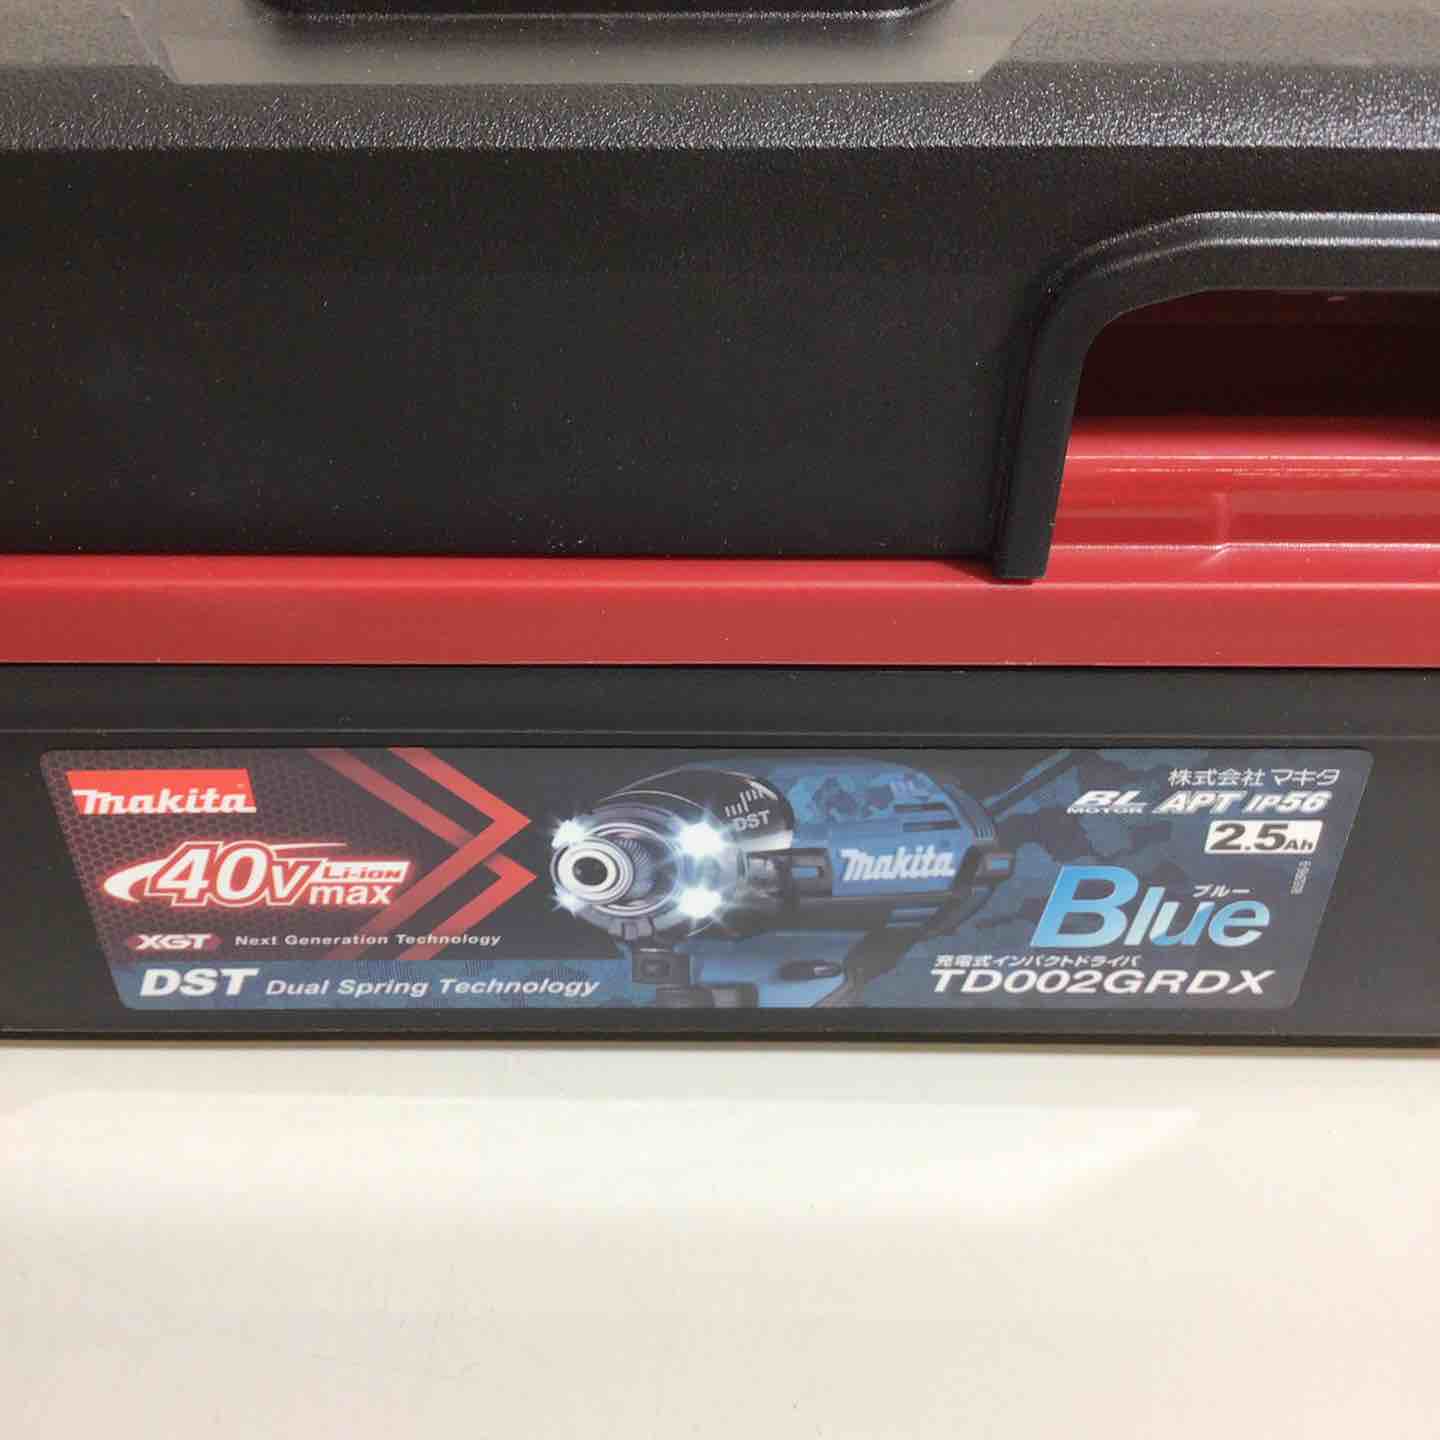 makita
40Vmax Li-ion
XGT Next Generation Technology
DST Dual Spring Technology
DST
makita
株式会社 マキタ
BL MOTOR APT IP56
2.5Ah
ブルー
Blue
充電式インパクトドライバ
TD002GRDX